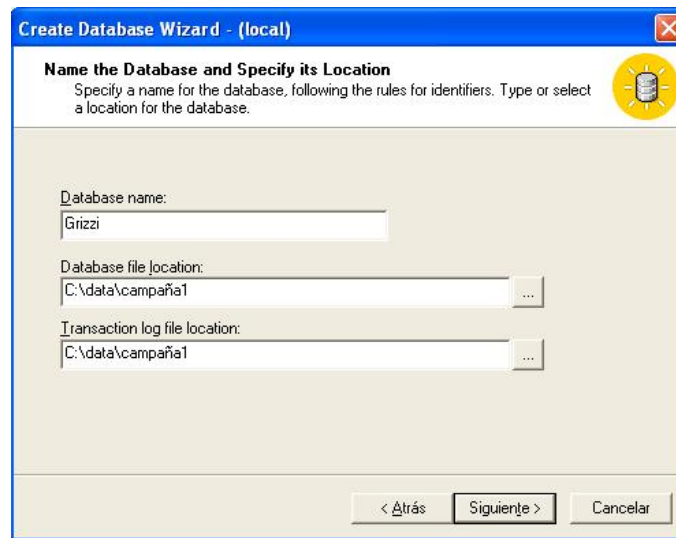 Create Database Wizard - (local)
Name the Database and Specify its Location
Specify a name for the database, following the rules for identifiers. Type or select
a location for the database.
Database name:
Grizzi
Database file location:
C:\data\campaña1
...
Transaction log file location:
C:\data\campaña1
...
< Atrás
Siguiente >
Cancelar